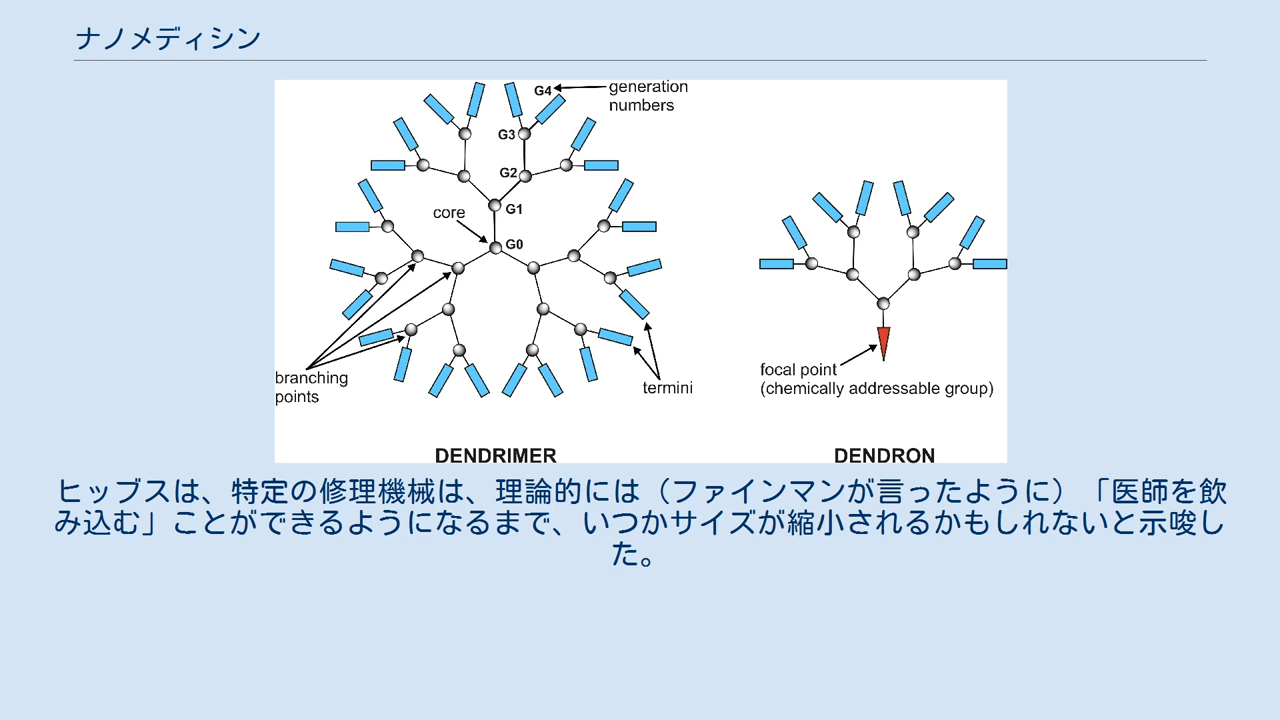 ナノメディシン
G4
generation
numbers
G3
G2
core
G1
G0
branching
points
termini
focal point
(chemically addressable group)
DENDRIMER
DENDRON
ヒッブスは、特定の修理機械は、理論的には（ファインマンが言ったように）「医師を飲
み込む」ことができるようになるまで、いつかサイズが縮小されるかもしれないと示唆し
た。